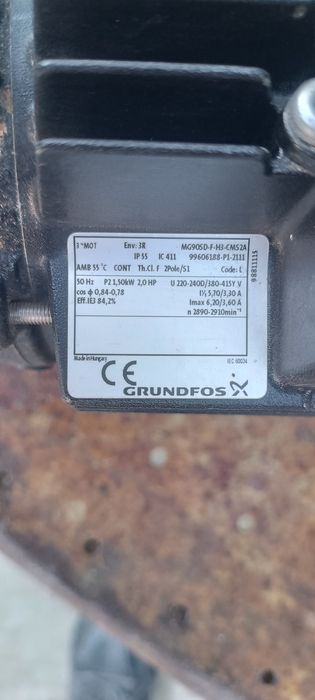 3~MOT Env: 3R MG90SD-F-H3-CMS2A
IP 55 IC 411 99606188-P1-2111
AMB 55 °C CONT Th.Cl. F 2Pole/S1 Code: L
50 Hz P2 1,50kW 2,0 HP U 220-240D/380-415Y V
cos ϕ 0,84-0,78 I¹/₁ 5,70/3,30 A
Eff.IE3 84,2% Imax 6,20/3,60 A
n 2890-2910min⁻¹
98811115
Made in Hungary IEC 60034
CE
GRUNDFOS